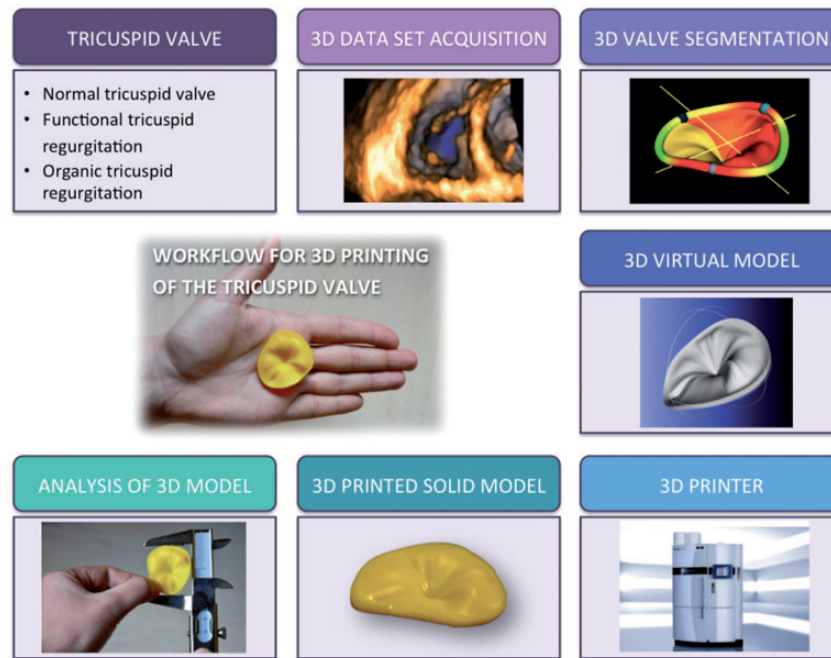 TRICUSPID VALVE
• Normal tricuspid valve
• Functional tricuspid
regurgitation
• Organic tricuspid
regurgitation
3D DATA SET ACQUISITION
3D VALVE SEGMENTATION
WORKFLOW FOR 3D PRINTING
OF THE TRICUSPID VALVE
3D VIRTUAL MODEL
ANALYSIS OF 3D MODEL
3D PRINTED SOLID MODEL
3D PRINTER